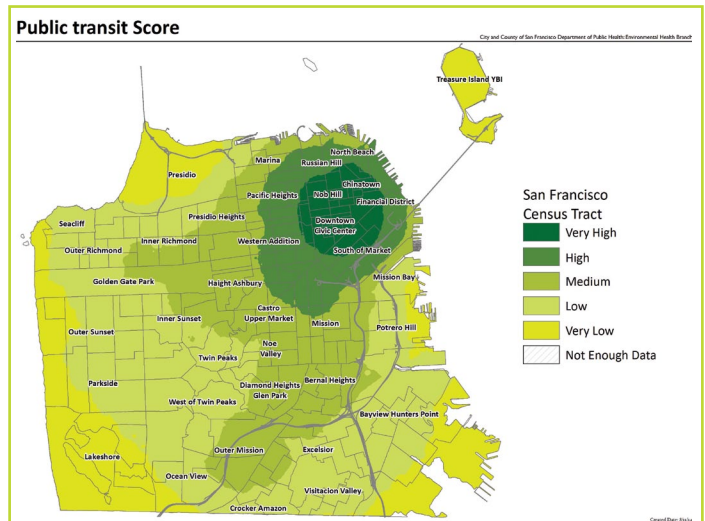 Public transit Score
City and County of San Francisco Department of Public Health: Environmental Health Branch
Treasure Island YBI
North Beach
Marina
Russian Hill
Presidio
Chinatown
Nob Hill
Pacific Heights
Financial District
San Francisco
Census Tract
Very High
High
Medium
Low
Very Low
Not Enough Data
Presidio Heights
Seacliff
Downtown
Civic Center
Inner Richmond
Western Addition
Outer Richmond
South of Market
Golden Gate Park
Haight Ashbury
Mission Bay
Castro
Upper Market
Inner Sunset
Mission
Potrero Hill
Outer Sunset
Noe
Valley
Twin Peaks
Parkside
Diamond Heights
Bernal Heights
Glen Park
West of Twin Peaks
Bayview Hunters Point
Outer Mission
Excelsior
Lakeshore
Ocean View
Visitacion Valley
Crocker Amazon